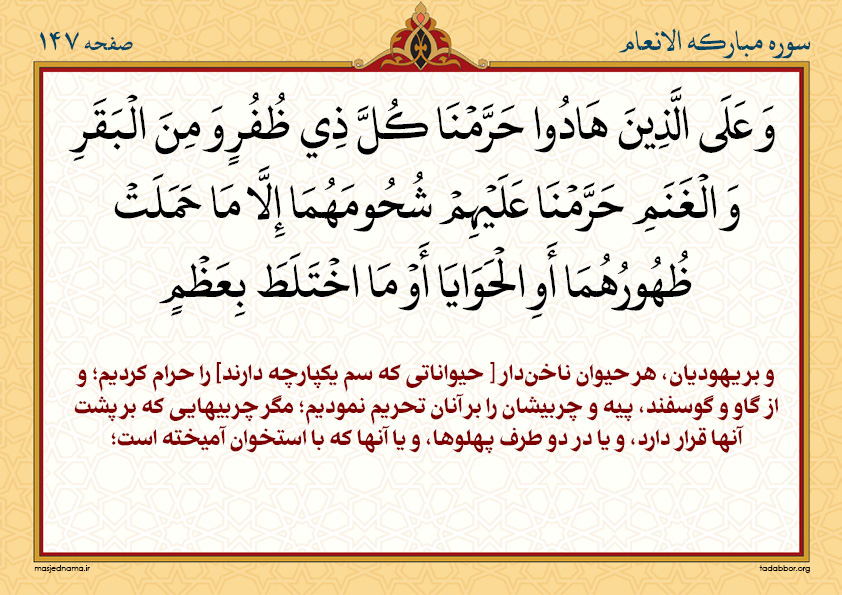 سوره مبارکه الانعام
صفحه ۱۴۷
وَ عَلَى الَّذِينَ هَادُوا حَرَّمْنَا كُلَّ ذِي ظُفُرٍ وَ مِنَ الْبَقَرِ
وَ الْغَنَمِ حَرَّمْنَا عَلَيْهِمْ شُحُومَهُمَا إِلَّا مَا حَمَلَتْ
ظُهُورُهُمَا أَوِ الْحَوَايَا أَوْ مَا اخْتَلَطَ بِعَظْمٍ
و بر یهودیان، هر حیوان ناخن‌دار [ حیواناتی که سم یکپارچه دارند] را حرام کردیم؛ و
از گاو و گوسفند، پیه و چربیشان را بر آنان تحریم نمودیم؛ مگر چربیهایی که بر پشت
آنها قرار دارد، و یا در دو طرف پهلوها، و یا آنها که با استخوان آمیخته است؛
masjednama.ir
tadabbor.org